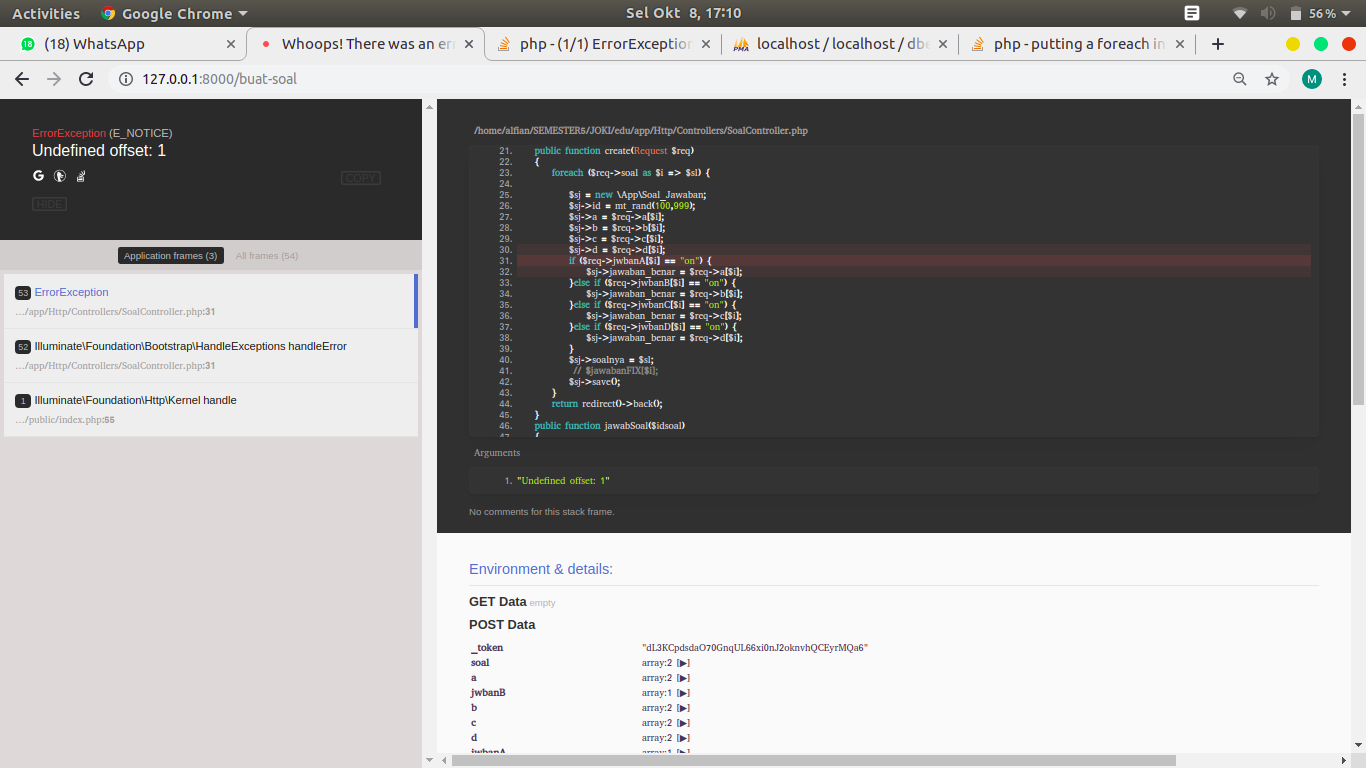 Activities
Google Chrome
Sel Okt 8, 17:10
56 %
18
(18) WhatsApp
Whoops! There was an err
php - (1/1) ErrorException
PMA
localhost / localhost / dbe
php - putting a foreach in
127.0.0.1:8000/buat-soal
M
ErrorException (E_NOTICE)
Undefined offset: 1
COPY
HIDE
Application frames (3)
All frames (54)
53 ErrorException
…/app/Http/Controllers/SoalController.php:31
52 Illuminate\Foundation\Bootstrap\HandleExceptions handleError
…/app/Http/Controllers/SoalController.php:31
1 Illuminate\Foundation\Http\Kernel handle
…/public/index.php:55
/home/alfian/SEMESTER5/JOKI/edu/app/Http/Controllers/SoalController.php
21. public function create(Request $req)
22. {
23. foreach ($req->soal as $i => $sl) {
24.
25. $sj = new \App\Soal_Jawaban;
26. $sj->id = mt_rand(100,999);
27. $sj->a = $req->a[$i];
28. $sj->b = $req->b[$i];
29. $sj->c = $req->c[$i];
30. $sj->d = $req->d[$i];
31. if ($req->jwbanA[$i] == "on") {
32. $sj->jawaban_benar = $req->a[$i];
33. }else if ($req->jwbanB[$i] == "on") {
34. $sj->jawaban_benar = $req->b[$i];
35. }else if ($req->jwbanC[$i] == "on") {
36. $sj->jawaban_benar = $req->c[$i];
37. }else if ($req->jwbanD[$i] == "on") {
38. $sj->jawaban_benar = $req->d[$i];
39. }
40. $sj->soalnya = $sl;
41. // $jawabanFIX[$i];
42. $sj->save();
43. }
44. return redirect()->back();
45. }
46. public function jawabSoal($idsoal)
47. {
Arguments
1. "Undefined offset: 1"
No comments for this stack frame.
Environment & details:
GET Data empty
POST Data
_token "dL3KCpdsdaO70GnqUL66xi0nJ2oknvhQCEyrMQa6"
soal array:2 [▶]
a array:2 [▶]
jwbanB array:1 [▶]
b array:2 [▶]
c array:2 [▶]
d array:2 [▶]
jwbanA array:1 [▶]